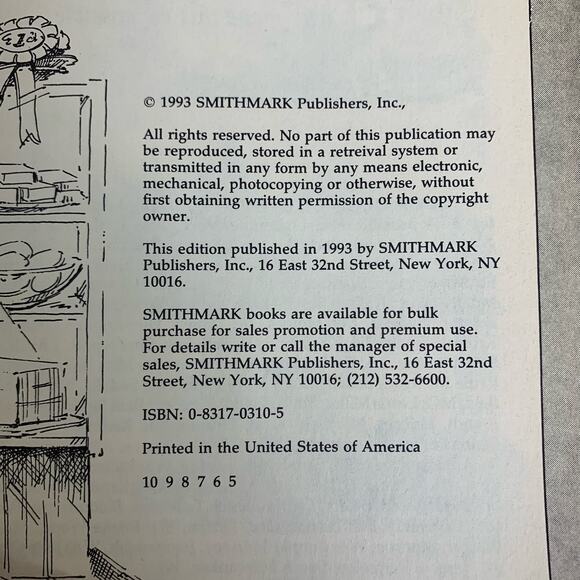 © 1993 SMITHMARK Publishers, Inc.,
All rights reserved. No part of this publication may
be reproduced, stored in a retreival system or
transmitted in any form by any means electronic,
mechanical, photocopying or otherwise, without
first obtaining written permission of the copyright
owner.
This edition published in 1993 by SMITHMARK
Publishers, Inc., 16 East 32nd Street, New York, NY
10016.
SMITHMARK books are available for bulk
purchase for sales promotion and premium use.
For details write or call the manager of special
sales, SMITHMARK Publishers, Inc., 16 East 32nd
Street, New York, NY 10016; (212) 532-6600.
ISBN: 0-8317-0310-5
Printed in the United States of America
10 9 8 7 6 5